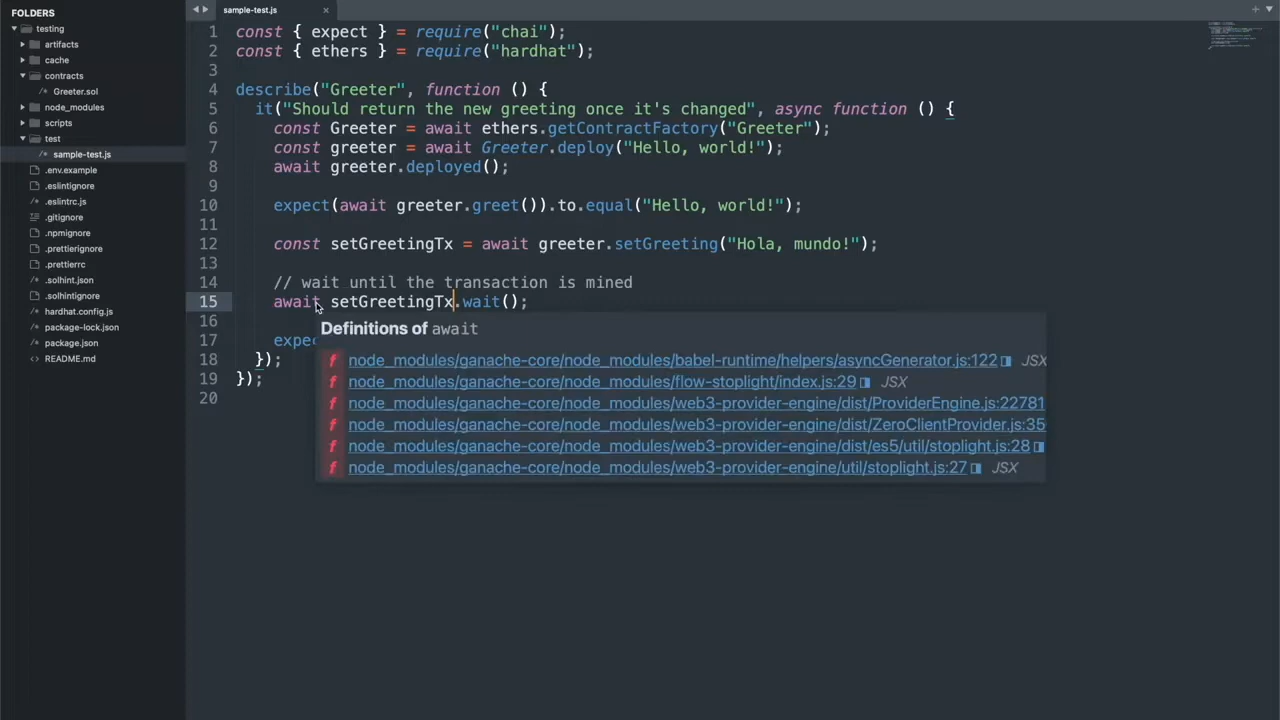 FOLDERS
testing
artifacts
cache
contracts
Greeter.sol
node_modules
scripts
test
/* sample-test.js
.env.example
.eslintignore
/* .eslintrc.js
.gitignore
.npmignore
.prettierignore
.prettierrc
/* .solhint.json
.solhintignore
/* hardhat.config.js
/* package-lock.json
/* package.json
<> README.md
sample-test.js
1 const { expect } = require("chai");
2 const { ethers } = require("hardhat");
3
4 describe("Greeter", function () {
5 it("Should return the new greeting once it's changed", async function () {
6 const Greeter = await ethers.getContractFactory("Greeter");
7 const greeter = await Greeter.deploy("Hello, world!");
8 await greeter.deployed();
9
10 expect(await greeter.greet()).to.equal("Hello, world!");
11
12 const setGreetingTx = await greeter.setGreeting("Hola, mundo!");
13
14 // wait until the transaction is mined
15 await setGreetingTx.wait();
16
17 expec
18 });
19 });
20
Definitions of await
f node_modules/ganache-core/node_modules/babel-runtime/helpers/asyncGenerator.js:122 JSX
f node_modules/ganache-core/node_modules/flow-stoplight/index.js:29 JSX
f node_modules/ganache-core/node_modules/web3-provider-engine/dist/ProviderEngine.js:22781
f node_modules/ganache-core/node_modules/web3-provider-engine/dist/ZeroClientProvider.js:35
f node_modules/ganache-core/node_modules/web3-provider-engine/dist/es5/util/stoplight.js:28
f node_modules/ganache-core/node_modules/web3-provider-engine/util/stoplight.js:27 JSX